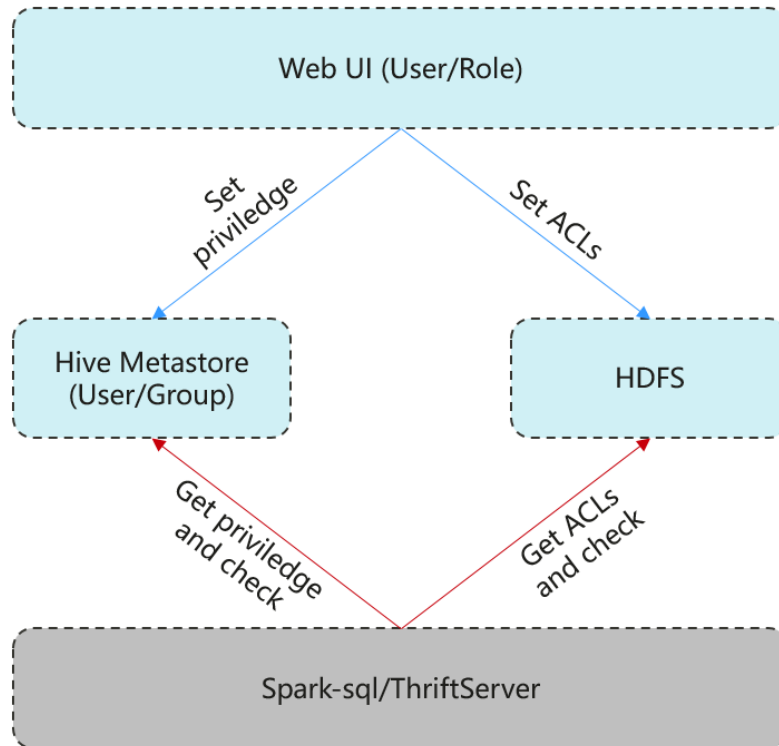 Web UI (User/Role)
Set
priviledge
Set ACLs
Hive Metastore
(User/Group)
HDFS
Get priviledge
and check
Get ACLs
and check
Spark-sql/ThriftServer